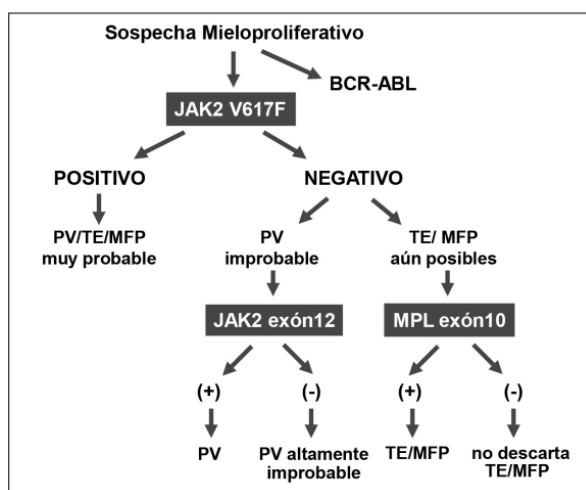 Sospecha Mieloproliferativo
BCR-ABL
JAK2 V617F
POSITIVO
NEGATIVO
PV/TE/MFP
muy probable
PV
improbable
TE/ MFP
aún posibles
JAK2 exón12
MPL exón10
(+)
(-)
(+)
(-)
PV
PV altamente
improbable
TE/MFP
no descarta
TE/MFP